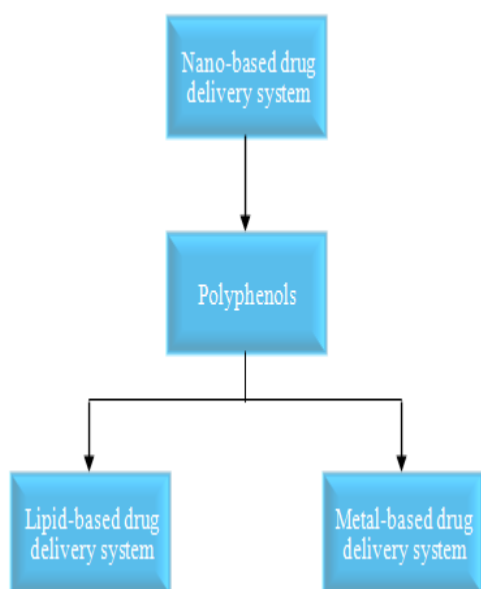 Nano-based drug
delivery system
Polyphenols
Lipid-based drug
delivery system
Metal-based drug
delivery system